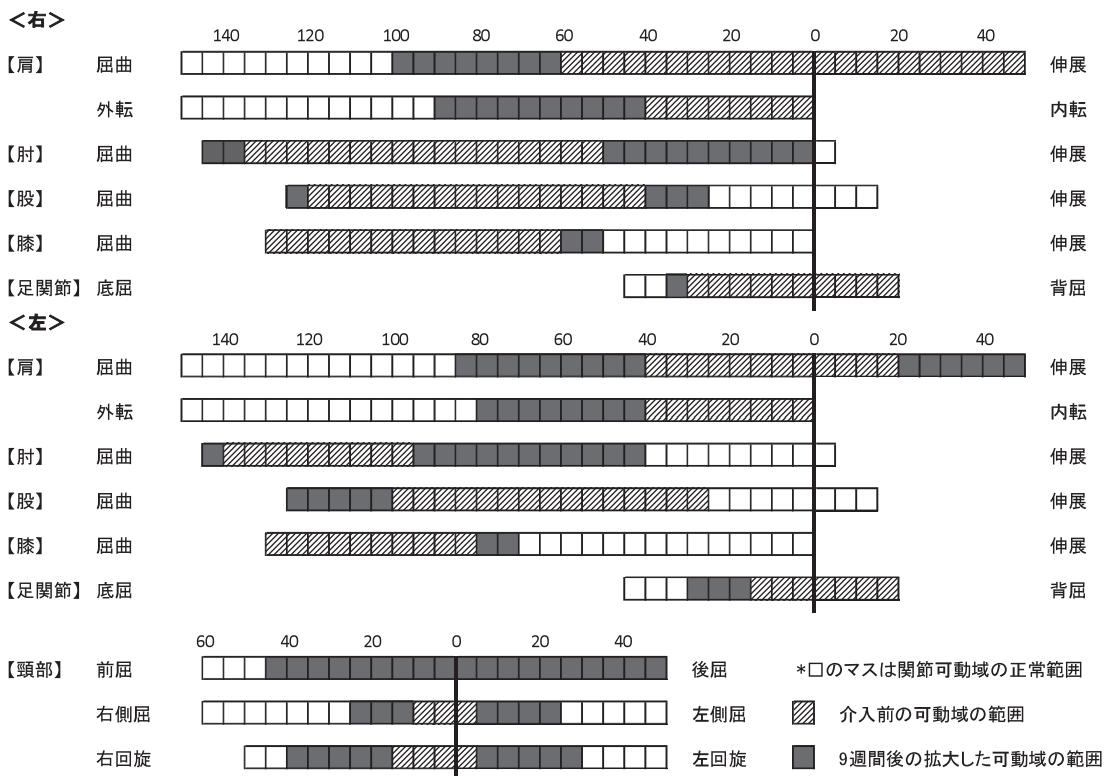 <右>
140 120 100 80 60 40 20 0 20 40
【肩】 屈曲 伸展
外転 内転
【肘】 屈曲 伸展
【股】 屈曲 伸展
【膝】 屈曲 伸展
【足関節】 底屈 背屈
<左>
140 120 100 80 60 40 20 0 20 40
【肩】 屈曲 伸展
外転 内転
【肘】 屈曲 伸展
【股】 屈曲 伸展
【膝】 屈曲 伸展
【足関節】 底屈 背屈
60 40 20 0 20 40
【頸部】 前屈 後屈 *□のマスは関節可動域の正常範囲
右側屈 左側屈 介入前の可動域の範囲
右回旋 左回旋 9週間後の拡大した可動域の範囲